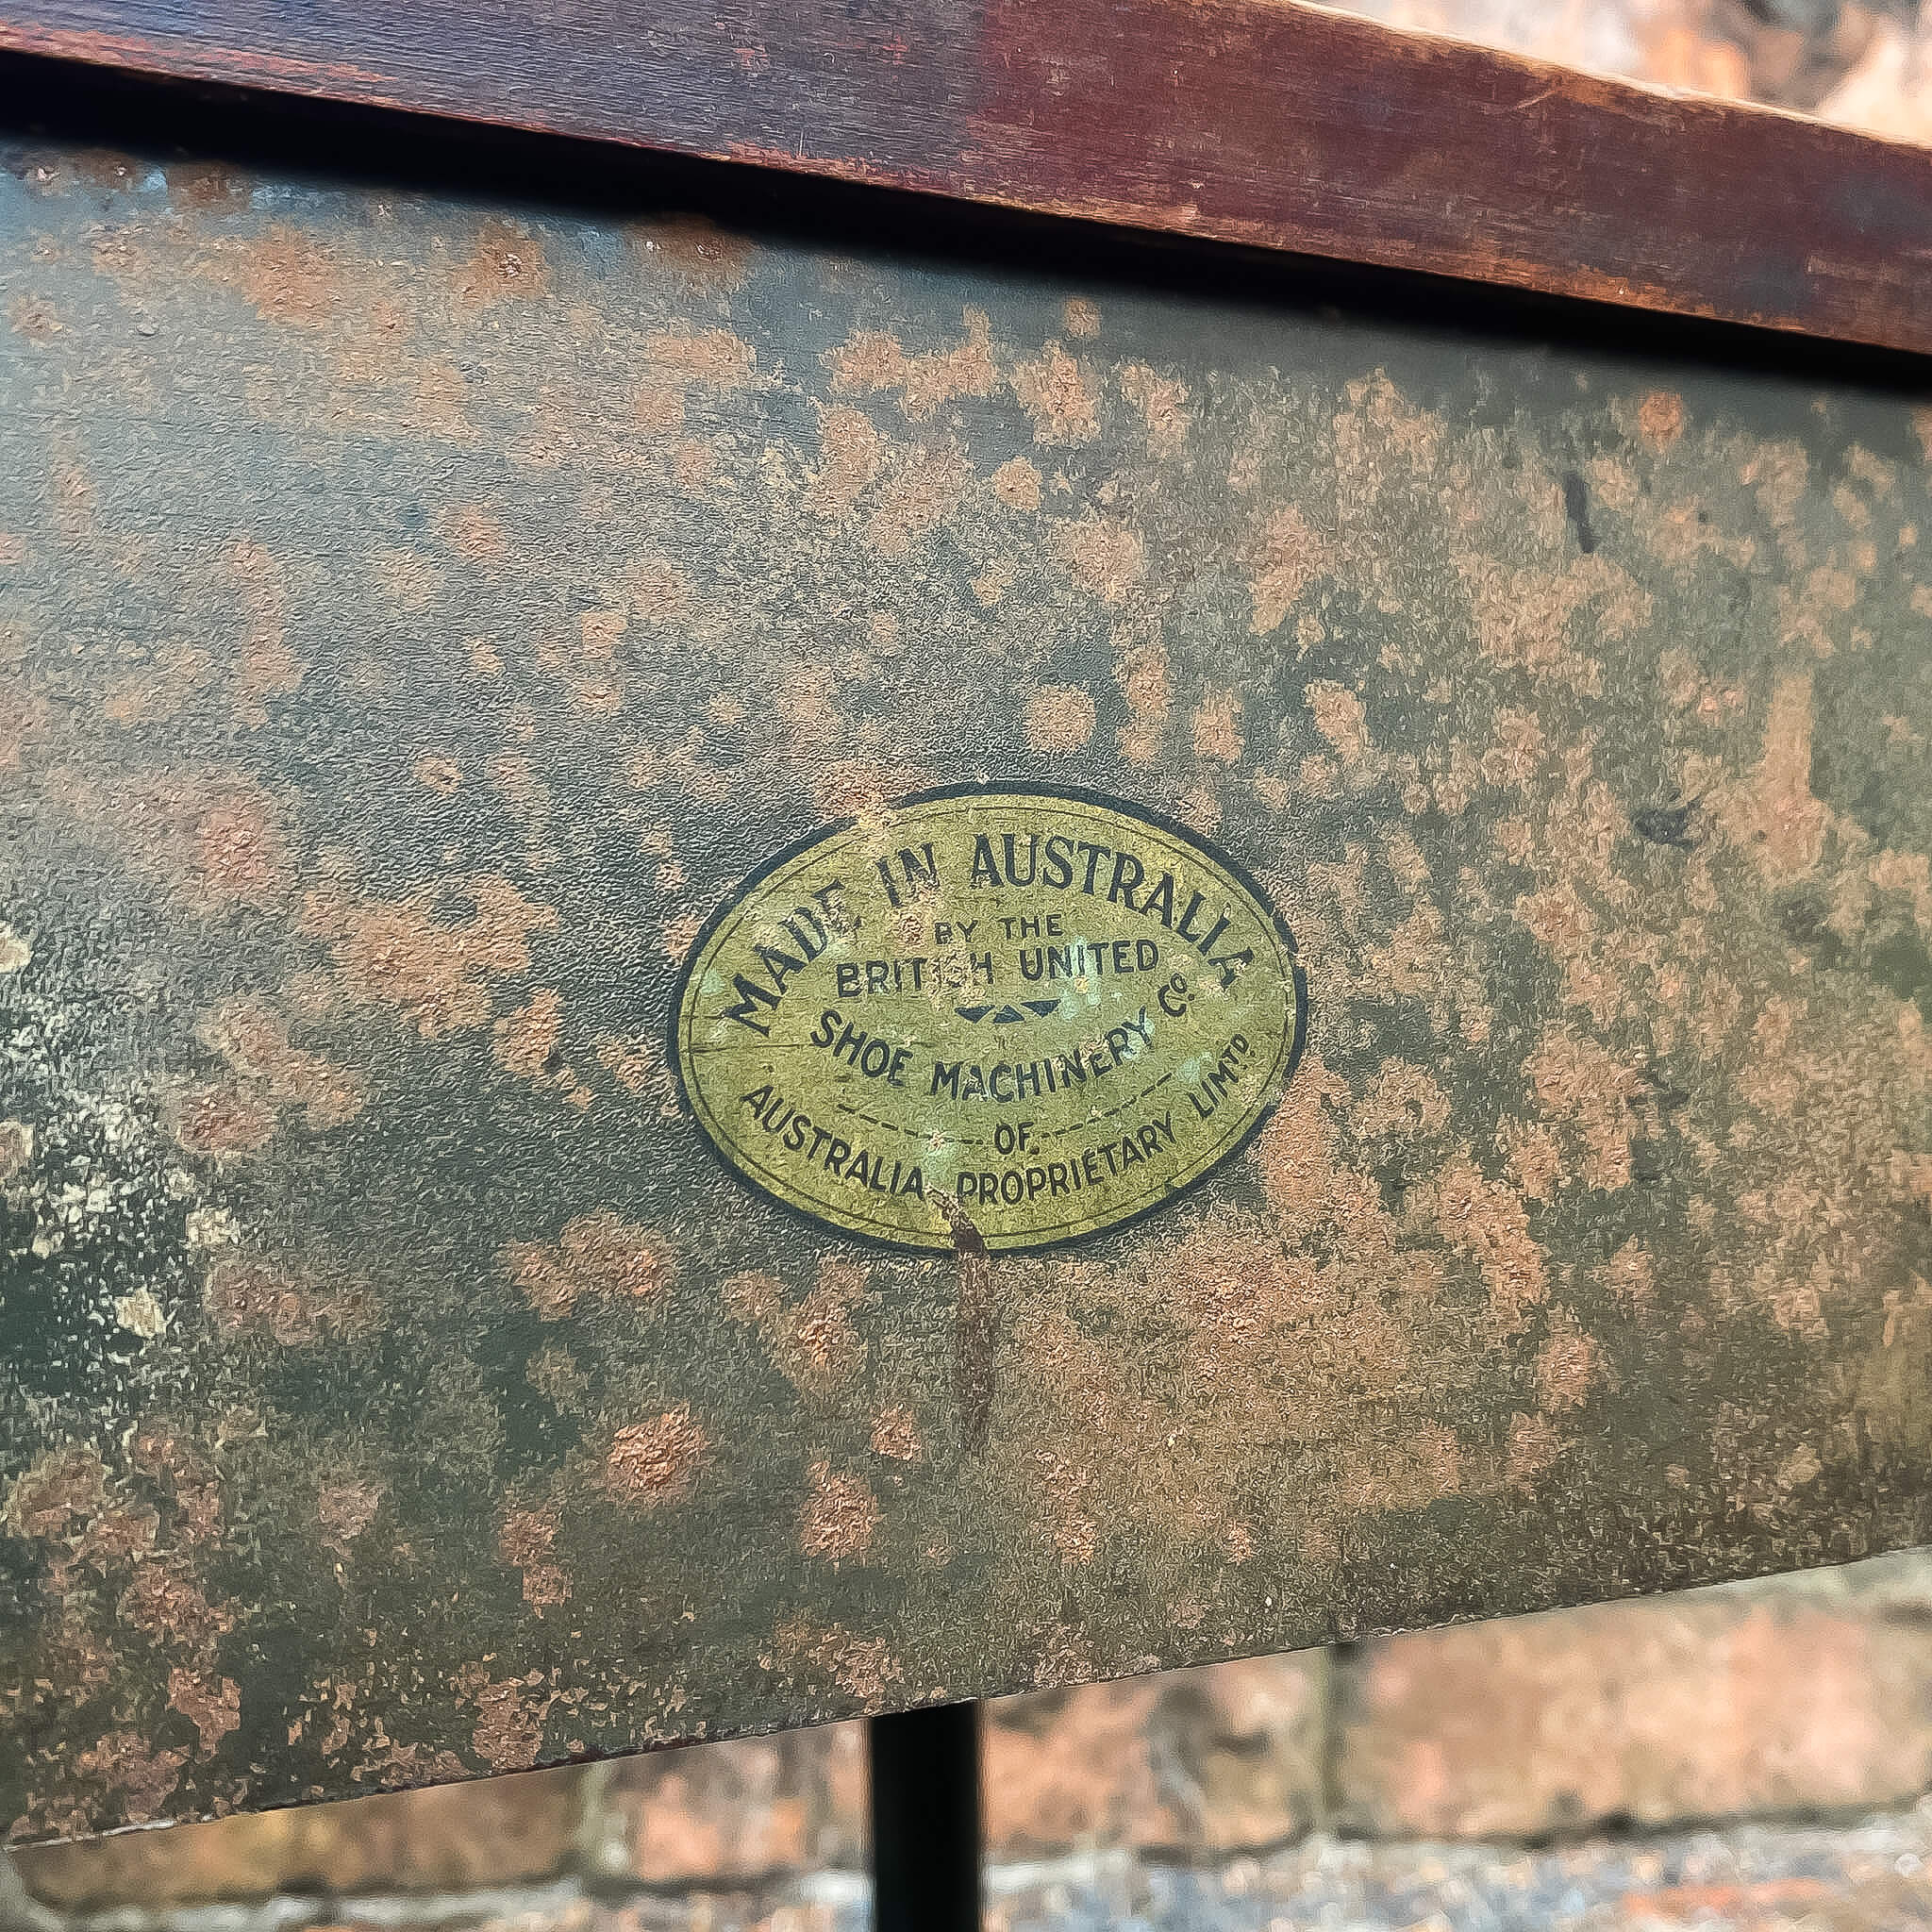 MADE IN AUSTRALIA
BY THE
BRITISH UNITED
SHOE MACHINERY Cº
OF
AUSTRALIA PROPRIETARY LIMTD